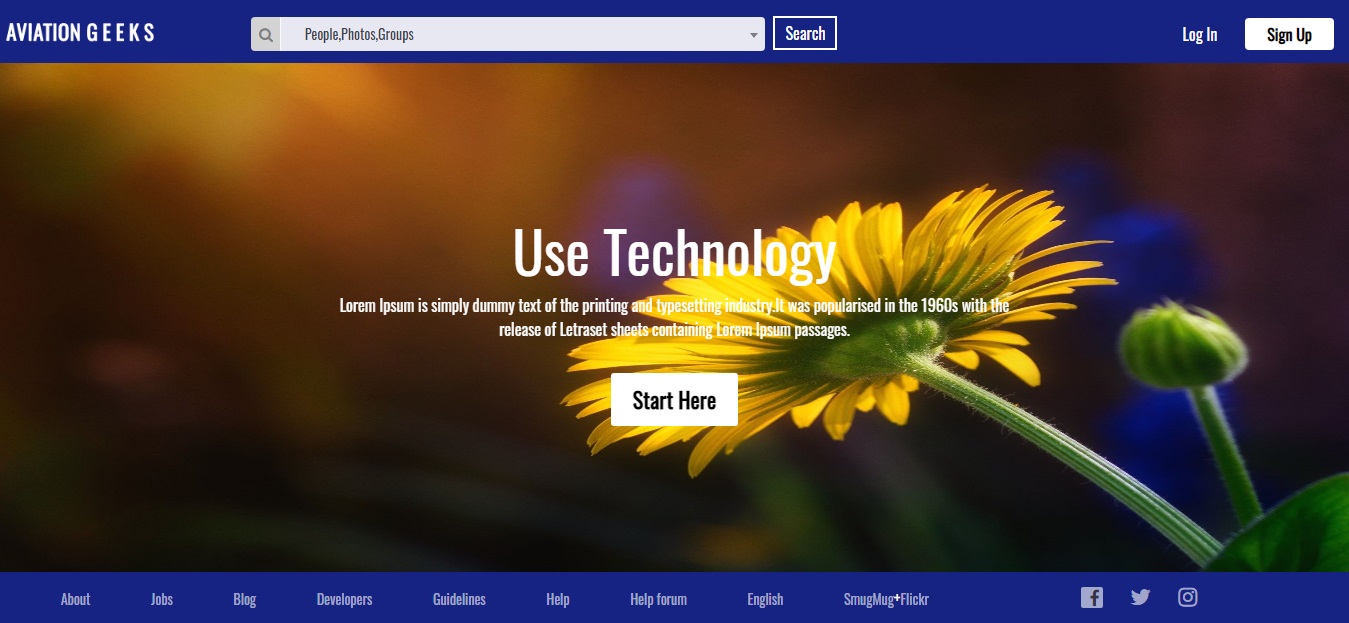 AVIATION GEEKS
People,Photos,Groups
Search
Log In
Sign Up
Use Technology
Lorem Ipsum is simply dummy text of the printing and typesetting industry.It was popularised in the 1960s with the
release of Letraset sheets containing Lorem Ipsum passages.
Start Here
About
Jobs
Blog
Developers
Guidelines
Help
Help forum
English
SmugMug+Flickr